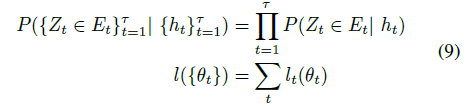 P({Z_t ∈ E_t}_{t=1}^τ | {h_t}_{t=1}^τ) = ∏_{t=1}^τ P(Z_t ∈ E_t | h_t)
l({θ_t}) = ∑_t l_t(θ_t)
(9)